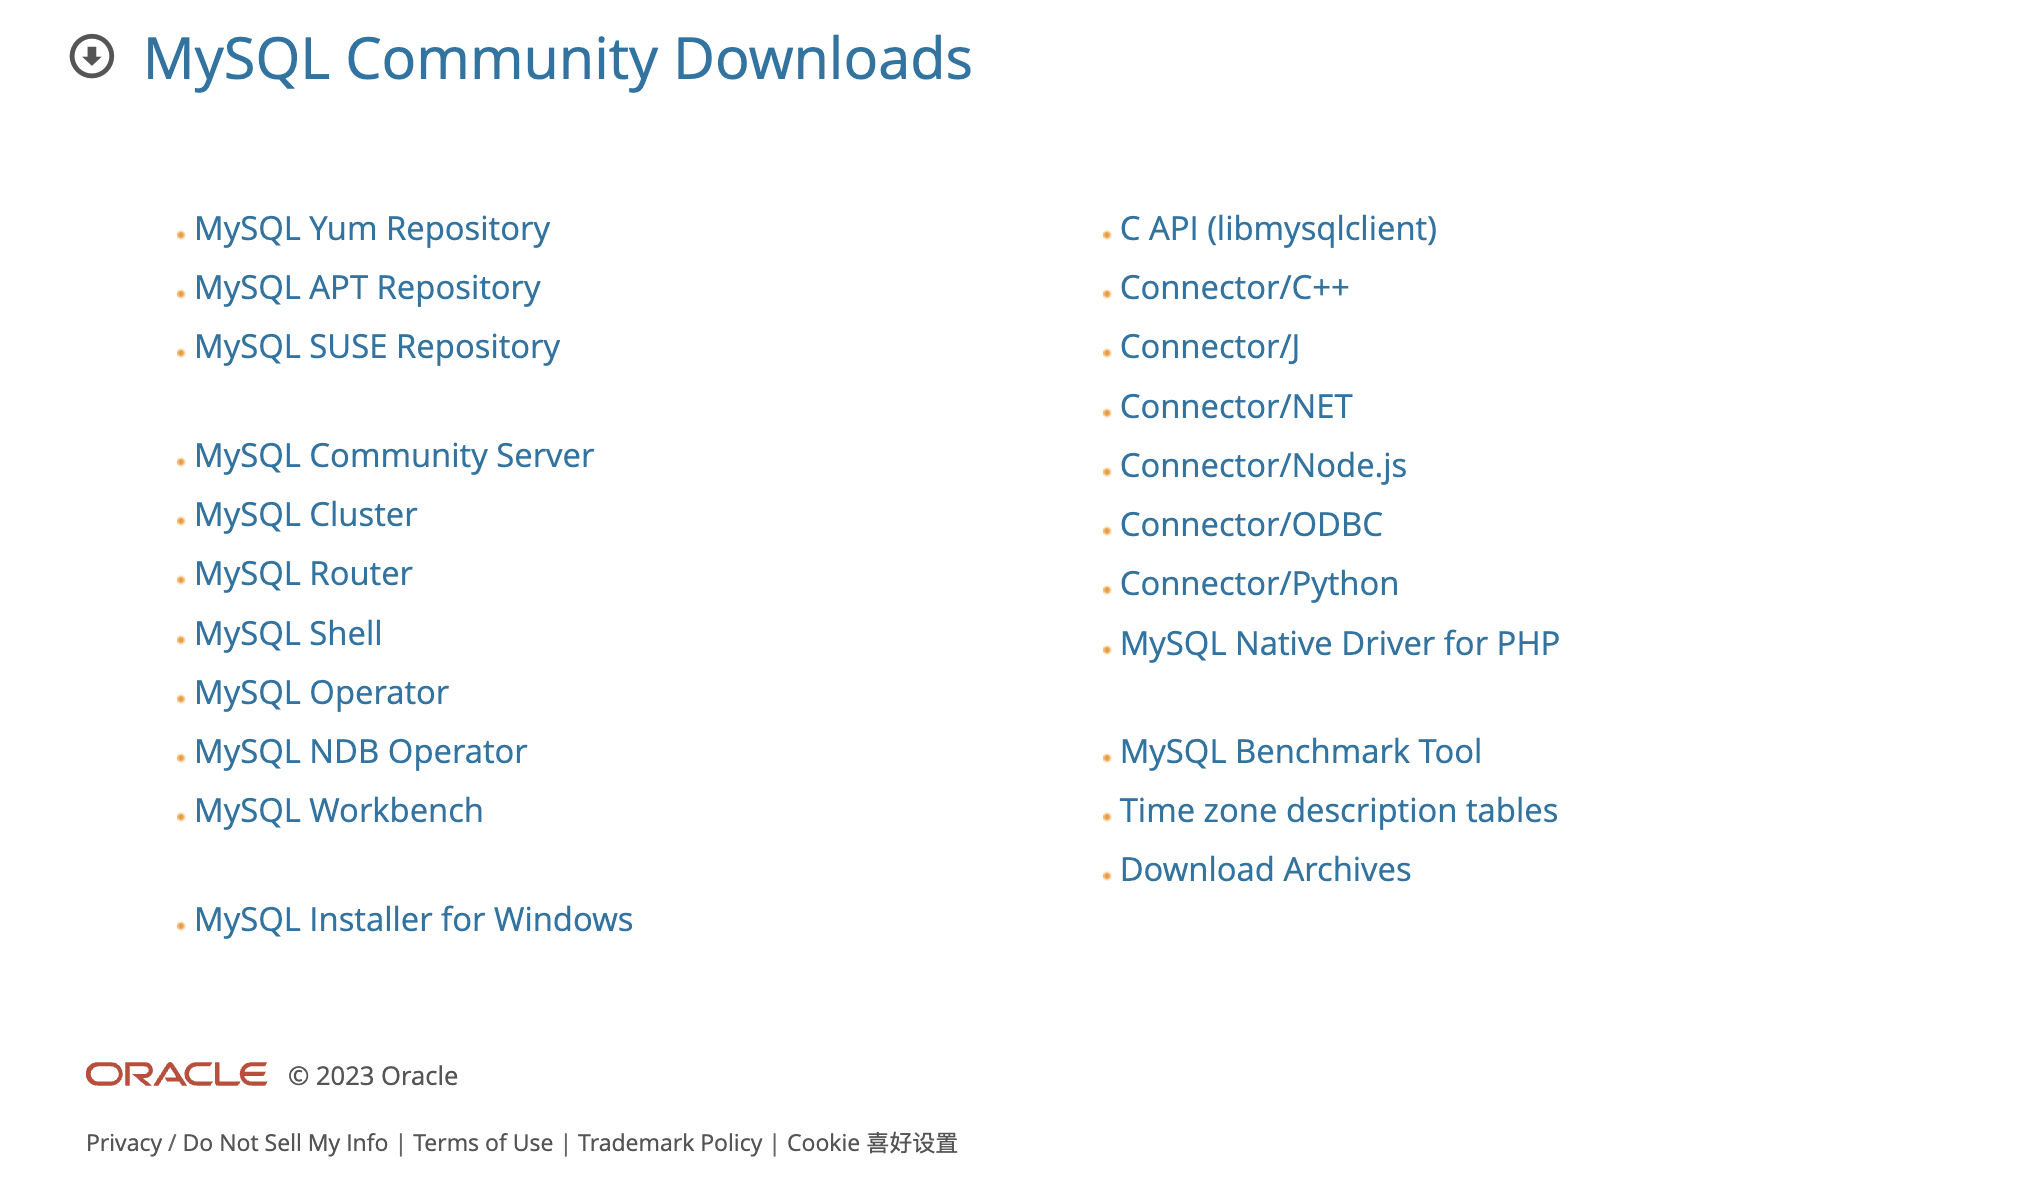 MySQL Community Downloads
MySQL Yum Repository
MySQL APT Repository
MySQL SUSE Repository
MySQL Community Server
MySQL Cluster
MySQL Router
MySQL Shell
MySQL Operator
MySQL NDB Operator
MySQL Workbench
MySQL Installer for Windows
C API (libmysqlclient)
Connector/C++
Connector/J
Connector/NET
Connector/Node.js
Connector/ODBC
Connector/Python
MySQL Native Driver for PHP
MySQL Benchmark Tool
Time zone description tables
Download Archives
ORACLE © 2023 Oracle
Privacy / Do Not Sell My Info | Terms of Use | Trademark Policy | Cookie 喜好设置